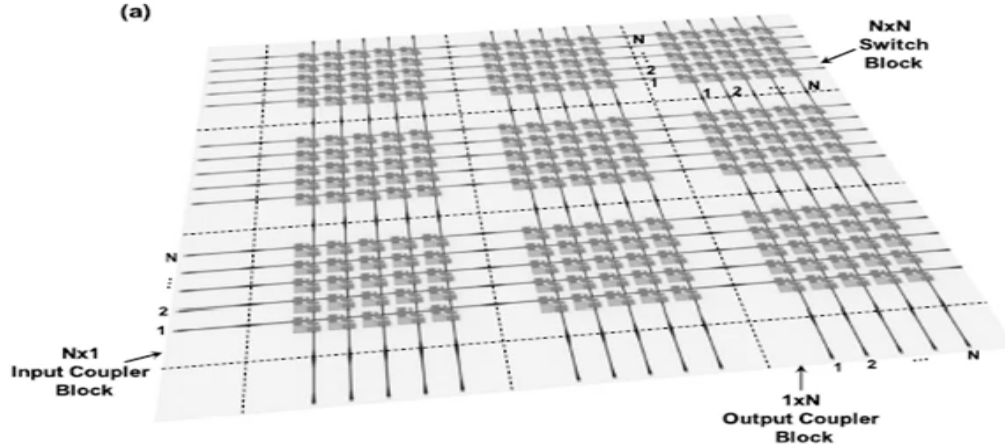 (a)
NxN
Switch
Block
N
⋮
2
1
1 2 ... N
N
⋮
2
1
Nx1
Input Coupler
Block
1 2 ... N
1xN
Output Coupler
Block